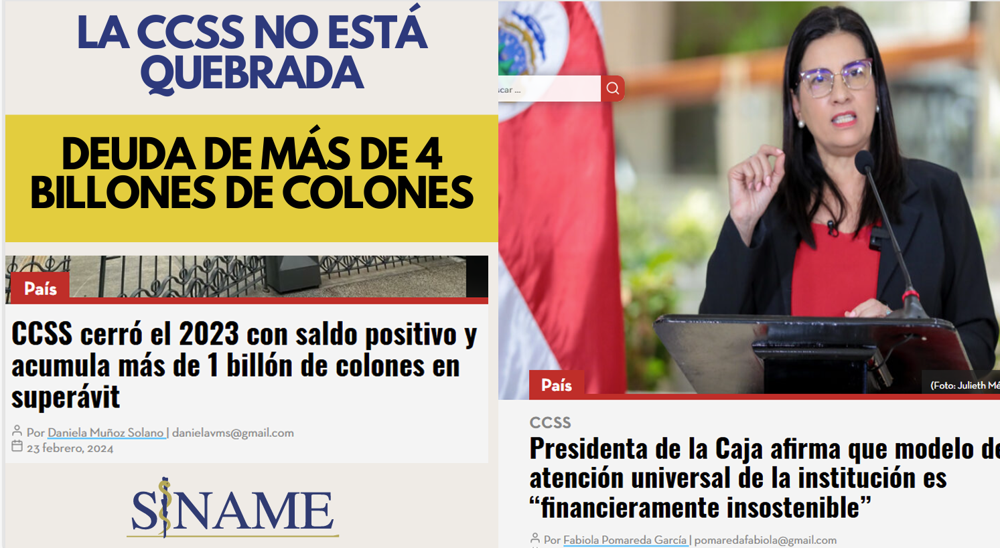 LA CCSS NO ESTÁ
QUEBRADA
DEUDA DE MÁS DE 4
BILLONES DE COLONES
País
CCSS cerró el 2023 con saldo positivo y
acumula más de 1 billón de colones en
superávit
Por Daniela Muñoz Solano | danielavms@gmail.com
23 febrero, 2024
SINAME
scar ...
(Foto: Julieth Mé
País
CCSS
Presidenta de la Caja afirma que modelo de
atención universal de la institución es
“financieramente insostenible”
Por Fabiola Pomareda García | pomaredafabiola@gmail.com